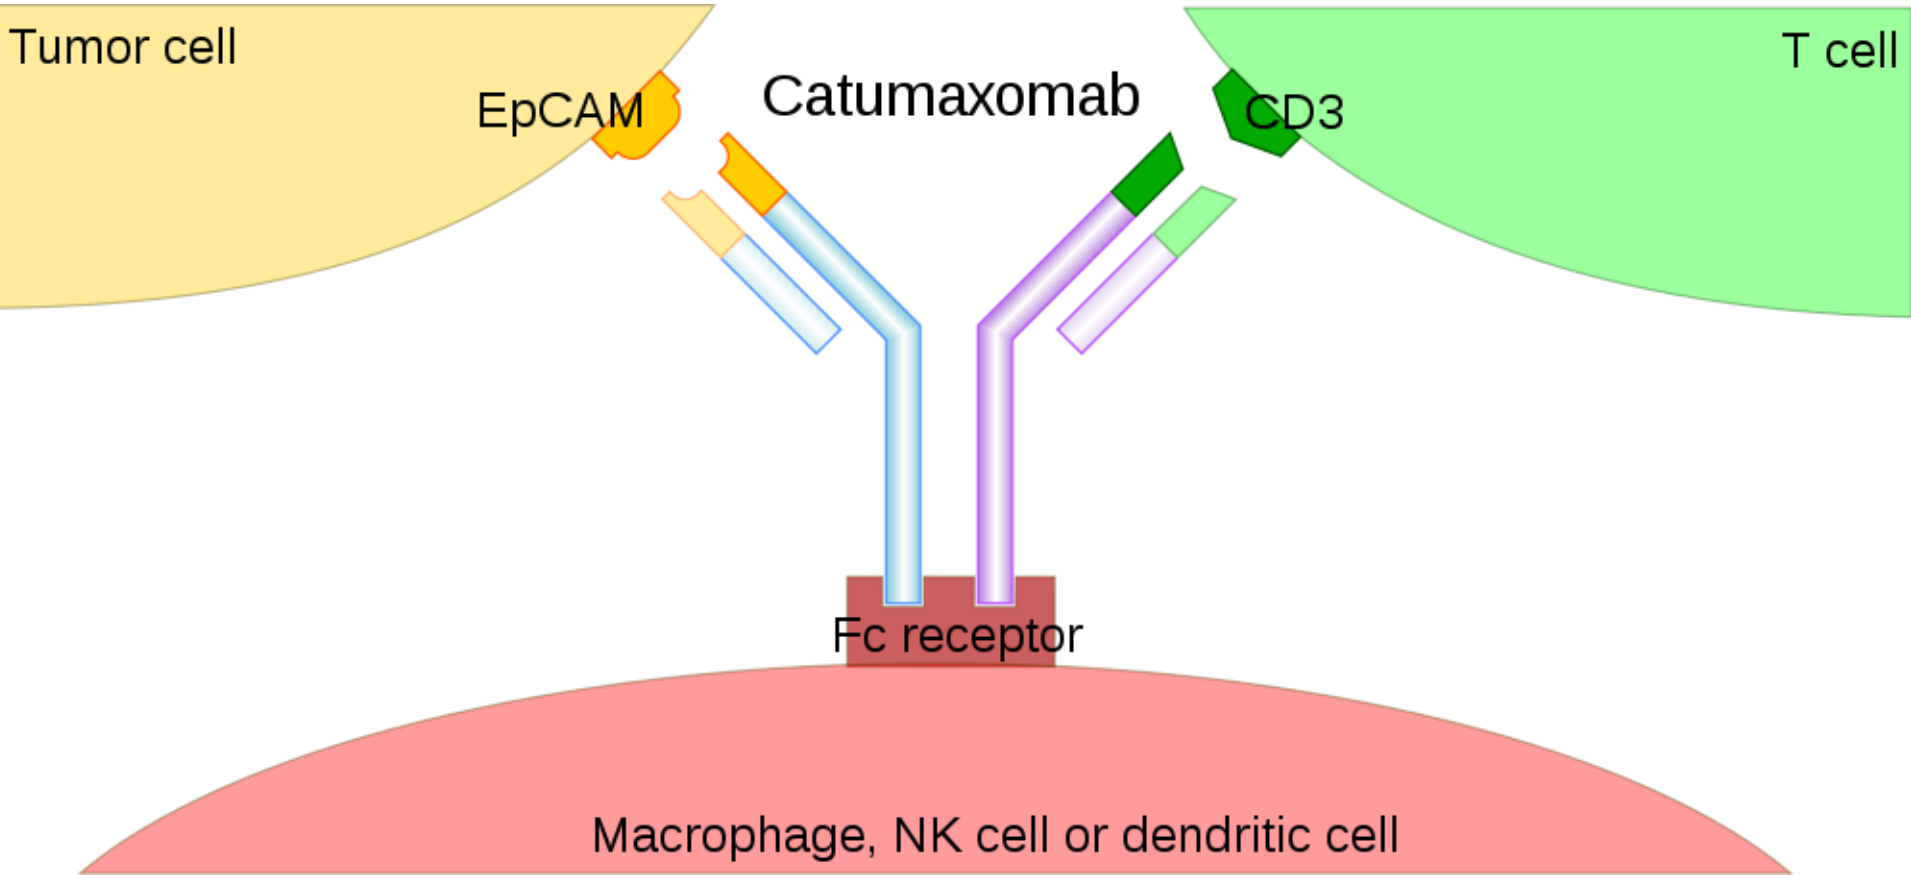 Tumor cell
T cell
EpCAM
Catumaxomab
CD3
Fc receptor
Macrophage, NK cell or dendritic cell